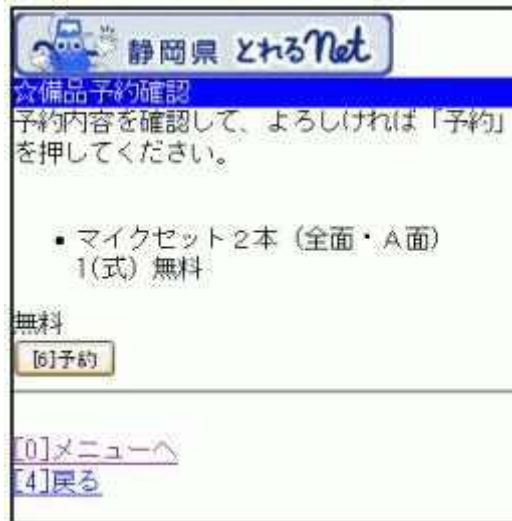 静岡県 とれるNet
☆備品予約確認
予約内容を確認して、よろしければ「予約」
を押してください。
• マイクセット2本（全面・A面）
1(式) 無料
無料
[6]予約
[0]メニューへ
[4]戻る